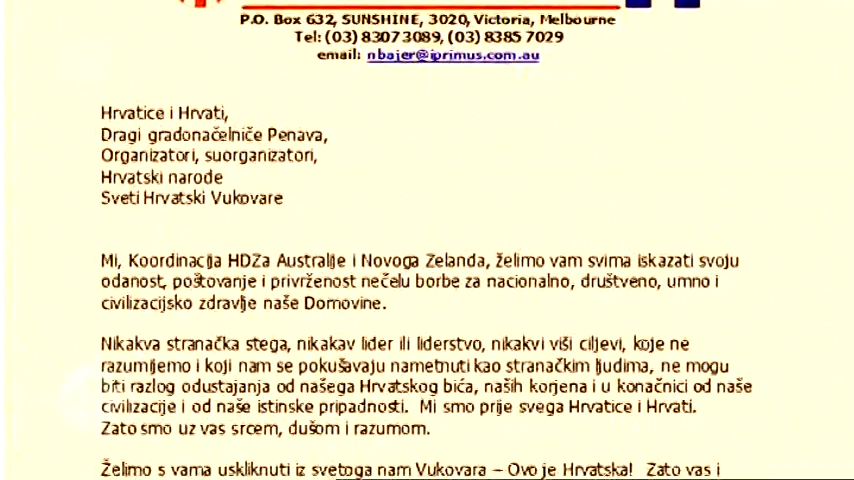 P.O. Box 632, SUNSHINE, 3020, Victoria, Melbourne
Tel: (03) 8307 3089, (03) 8385 7029
email: nbajer@iprimus.com.au
Hrvatice i Hrvati,
Dragi gradonačelniče Penava,
Organizatori, suorganizatori,
Hrvatski narode
Sveti Hrvatski Vukovare
Mi, Koordinacija HDZa Australije i Novoga Zelanda, želimo vam svima iskazati svoju
odanost, poštovanje i privrženost nečelu borbe za nacionalno, društveno, umno i
civilizacijsko zdravlje naše Domovine.
Nikakva stranačka stega, nikakav lider ili liderstvo, nikakvi viši ciljevi, koje ne
razumijemo i koji nam se pokušavaju nametnuti kao stranačkim ljudima, ne mogu
biti razlog odustajanja od našega Hrvatskog bića, naših korjena i u konačnici od naše
civilizacije i od naše istinske pripadnosti. Mi smo prije svega Hrvatice i Hrvati.
Zato smo uz vas srcem, dušom i razumom.
Želimo s vama uskliknuti iz svetoga nam Vukovara – Ovo je Hrvatska! Zato vas i